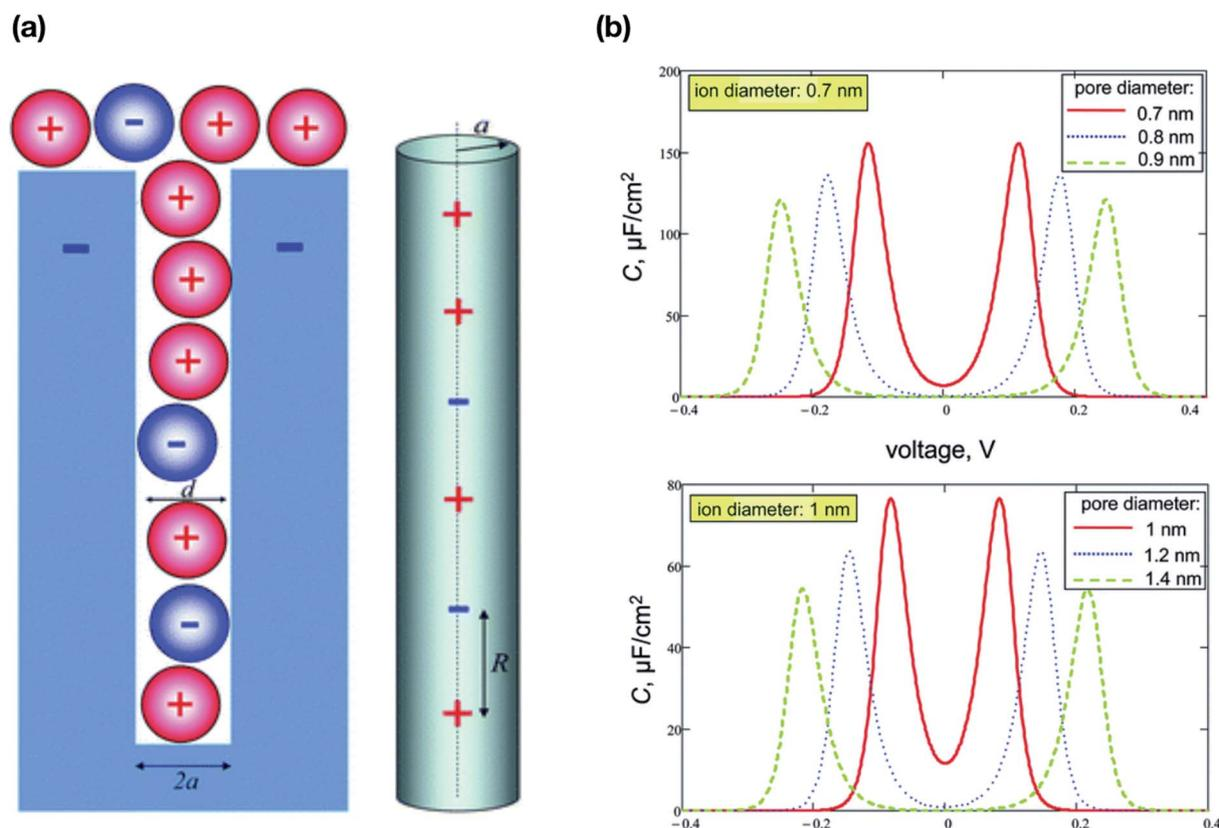 (a)
+
-
+
+
+
-
-
+
+
-
d
+
-
+
2a
a
+
+
-
+
-
R
+
(b)
200
150
100
50
0
C, µF/cm²
ion diameter: 0.7 nm
pore diameter:
0.7 nm
0.8 nm
0.9 nm
−0.4
−0.2
0
0.2
0.4
voltage, V
80
60
40
20
0
C, µF/cm²
ion diameter: 1 nm
pore diameter:
1 nm
1.2 nm
1.4 nm
−0.4
−0.2
0
0.2
0.4